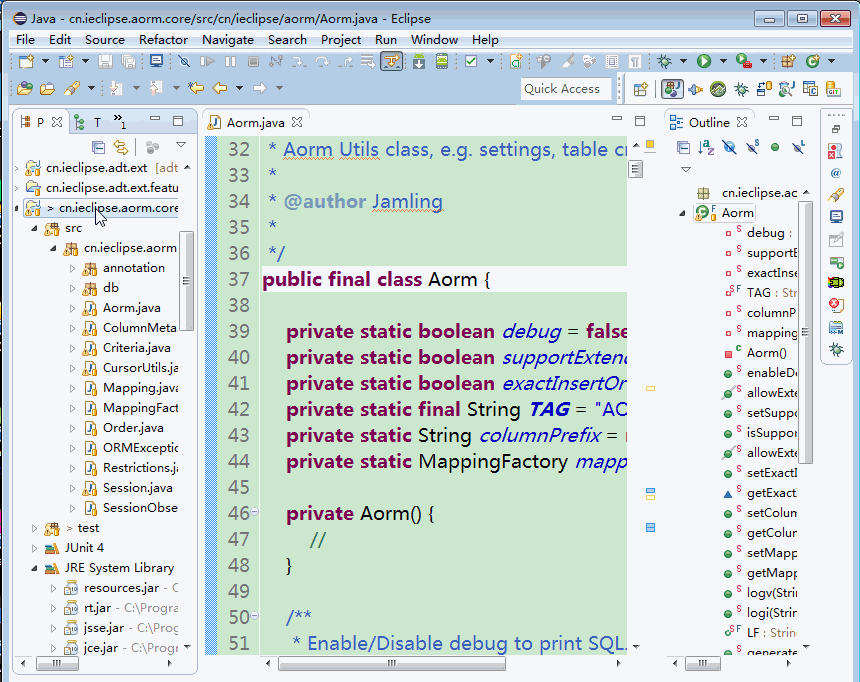 Java - cn.ieclipse.aorm.core/src/cn/ieclipse/aorm/Aorm.java - Eclipse
File Edit Source Refactor Navigate Search Project Run Window Help
Quick Access
P T »1
cn.ieclipse.adt.ext [adt
cn.ieclipse.adt.ext.featu
> cn.ieclipse.aorm.core
src
cn.ieclipse.aorm
annotation
db
Aorm.java
ColumnMeta
Criteria.java
CursorUtils.ja
Mapping.java
MappingFact
Order.java
ORMExceptio
Restrictions.ja
Session.java
SessionObse
> test
JUnit 4
JRE System Library
resources.jar - C
rt.jar - C:\Progra
jsse.jar - C:\Prog
jce.jar - C:\Progr
Aorm.java
32 * Aorm Utils class, e.g. settings, table cr
33 *
34 * @author Jamling
35 *
36 */
37 public final class Aorm {
38
39 private static boolean debug = false
40 private static boolean supportExtend
41 private static boolean exactInsertOr
42 private static final String TAG = "AO
43 private static String columnPrefix =
44 private static MappingFactory mapp
45
46 private Aorm() {
47 //
48 }
49
50 /**
51 * Enable/Disable debug to print SQL.
Outline
cn.ieclipse.ao
Aorm
debug :
supportE
exactInse
TAG : Str
columnP
mapping
Aorm()
enableDe
allowExte
setSuppo
isSuppor
allowExte
setExactI
getExact
setColum
getColun
setMapp
getMapp
logv(Strin
logi(Strin
LF : String
generate